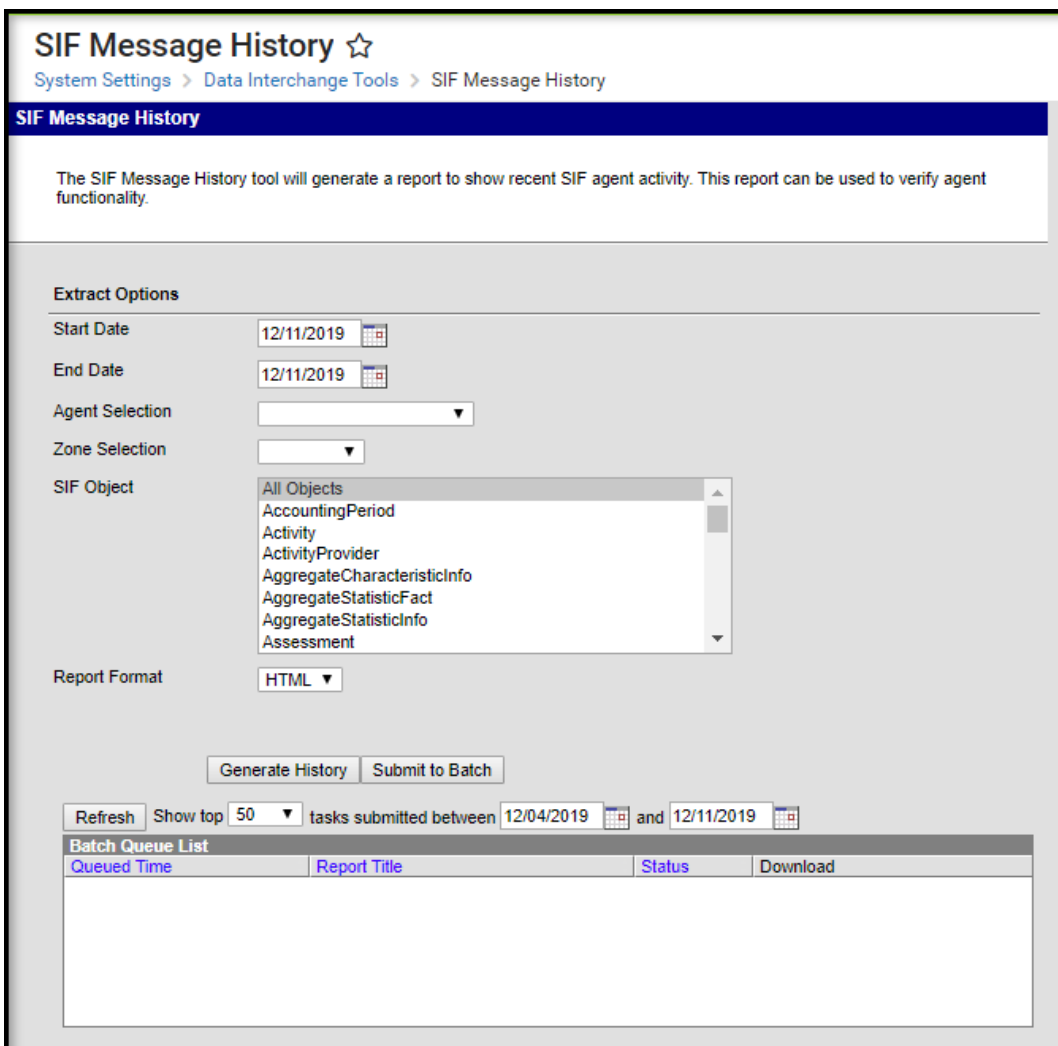 SIF Message History
System Settings > Data Interchange Tools > SIF Message History
SIF Message History
The SIF Message History tool will generate a report to show recent SIF agent activity. This report can be used to verify agent
functionality.
Extract Options
Start Date 12/11/2019
End Date 12/11/2019
Agent Selection
Zone Selection
SIF Object All Objects
AccountingPeriod
Activity
ActivityProvider
AggregateCharacteristicInfo
AggregateStatisticFact
AggregateStatisticInfo
Assessment
Report Format HTML
Generate History Submit to Batch
Refresh Show top 50 tasks submitted between 12/04/2019 and 12/11/2019
Batch Queue List
Queued Time Report Title Status Download